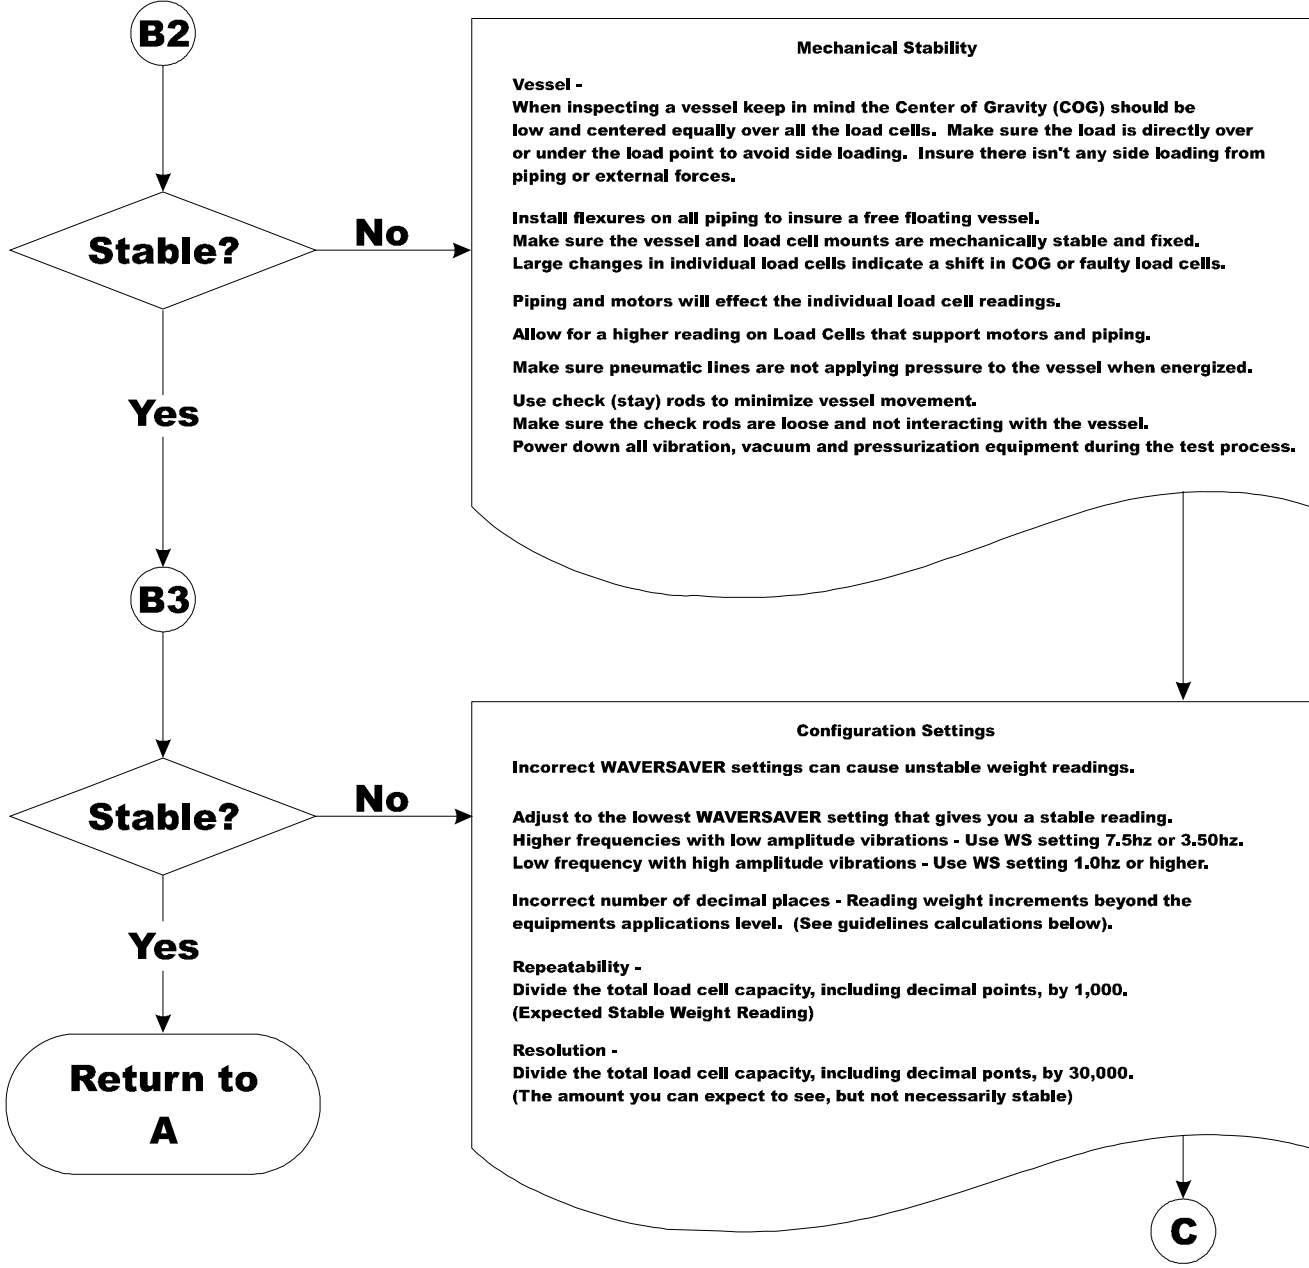 B2
Mechanical Stability
Vessel -
When inspecting a vessel keep in mind the Center of Gravity (COG) should be
low and centered equally over all the load cells.  Make sure the load is directly over
or under the load point to avoid side loading.  Insure there isn't any side loading from
piping or external forces.
Install flexures on all piping to insure a free floating vessel.
Make sure the vessel and load cell mounts are mechanically stable and fixed.
Large changes in individual load cells indicate a shift in COG or faulty load cells.
Piping and motors will effect the individual load cell readings.
Allow for a higher reading on Load Cells that support motors and piping.
Make sure pneumatic lines are not applying pressure to the vessel when energized.
Use check (stay) rods to minimize vessel movement.
Make sure the check rods are loose and not interacting with the vessel.
Power down all vibration, vacuum and pressurization equipment during the test process.
Stable?
No
Yes
B3
Stable?
No
Configuration Settings
Incorrect WAVERSAVER settings can cause unstable weight readings.
Adjust to the lowest WAVERSAVER setting that gives you a stable reading.
Higher frequencies with low amplitude vibrations - Use WS setting 7.5hz or 3.50hz.
Low frequency with high amplitude vibrations - Use WS setting 1.0hz or higher.
Incorrect number of decimal places - Reading weight increments beyond the
equipments applications level.  (See guidelines calculations below).
Repeatability -
Divide the total load cell capacity, including decimal points, by 1,000.
(Expected Stable Weight Reading)
Resolution -
Divide the total load cell capacity, including decimal ponts, by 30,000.
(The amount you can expect to see, but not necessarily stable)
Yes
Return to
A
C